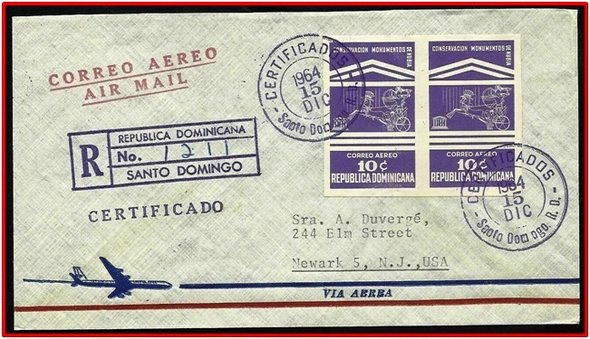 CORREO AEREO
AIR MAIL
R
REPUBLICA DOMINICANA
No. 1211
SANTO DOMINGO
CERTIFICADO
CERTIFICADOS
1964
15
DIC
Santo Dom R.D.
CONSERVACION MONUMENTOS DE NUBIA
CORREO AEREO
10¢
REPUBLICA DOMINICANA
CONSERVACION MONUMENTOS DE NUBIA
CORREO AEREO
10¢
REPUBLICA DOMINICANA
CERTIFICADOS
1964
15
DIC
Santo Domingo, R.D.
Sra. A. Duvergé,
244 Elm Street
Newark 5, N.J.,USA
VIA AEREA